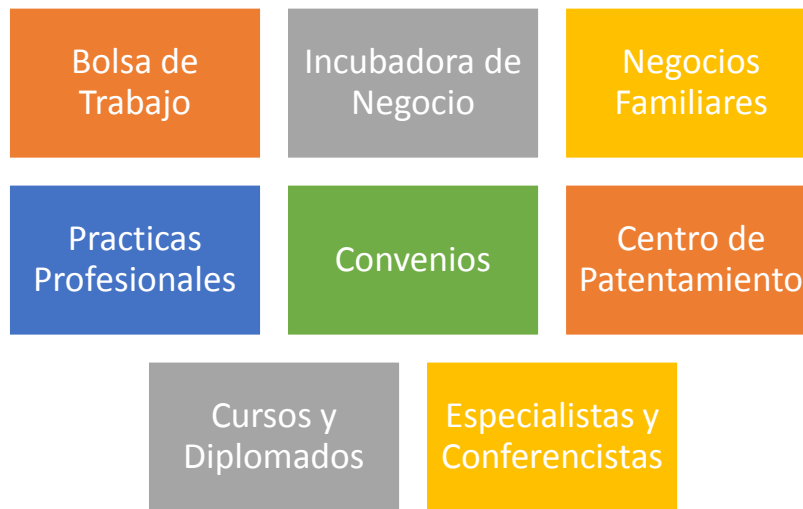 Bolsa de
Trabajo
Incubadora de
Negocio
Negocios
Familiares
Practicas
Profesionales
Convenios
Centro de
Patentamiento
Cursos y
Diplomados
Especialistas y
Conferencistas